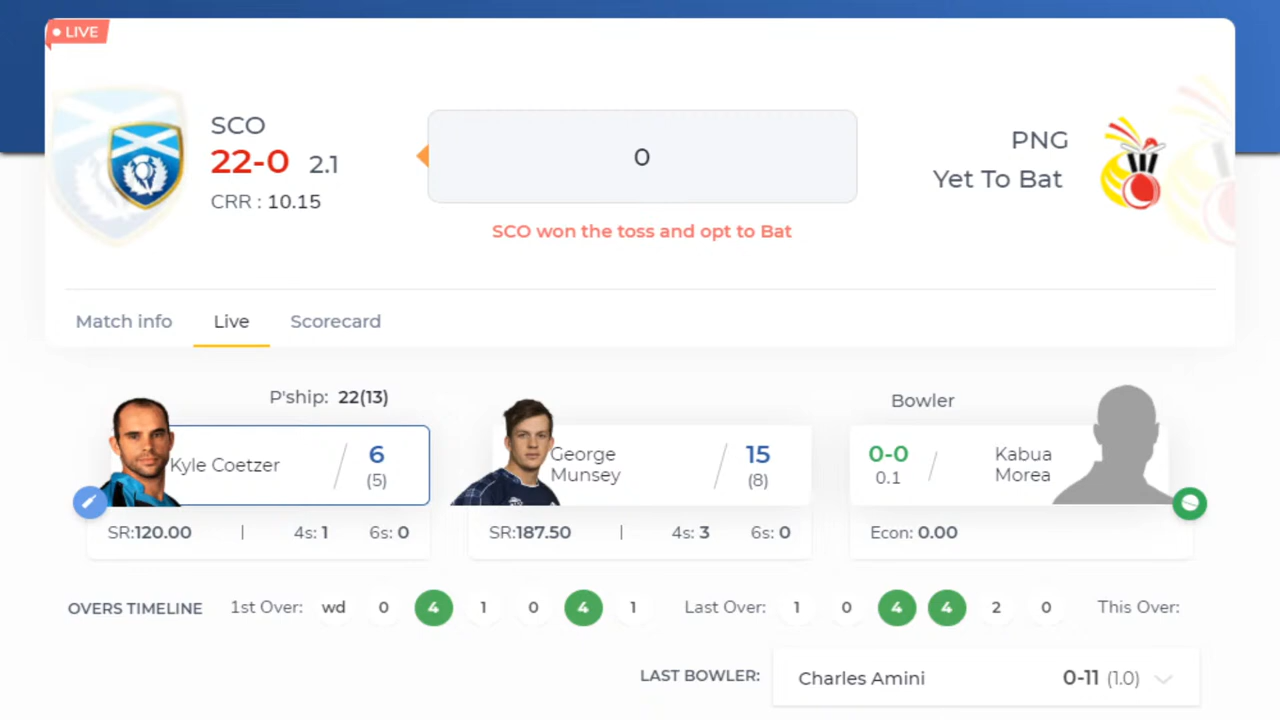 LIVE
SCO
22-0 2.1
CRR : 10.15
0
SCO won the toss and opt to Bat
PNG
Yet To Bat
Match info Live Scorecard
P'ship: 22(13)
Kyle Coetzer 6 (5)
SR:120.00 | 4s: 1 6s: 0
George
Munsey
15
(8)
SR:187.50 | 4s: 3 6s: 0
Bowler
0-0
0.1
Kabua
Morea
Econ: 0.00
OVERS TIMELINE 1st Over: wd 0 4 1 0 4 1 Last Over: 1 0 4 4 2 0 This Over:
LAST BOWLER: Charles Amini 0-11 (1.0)